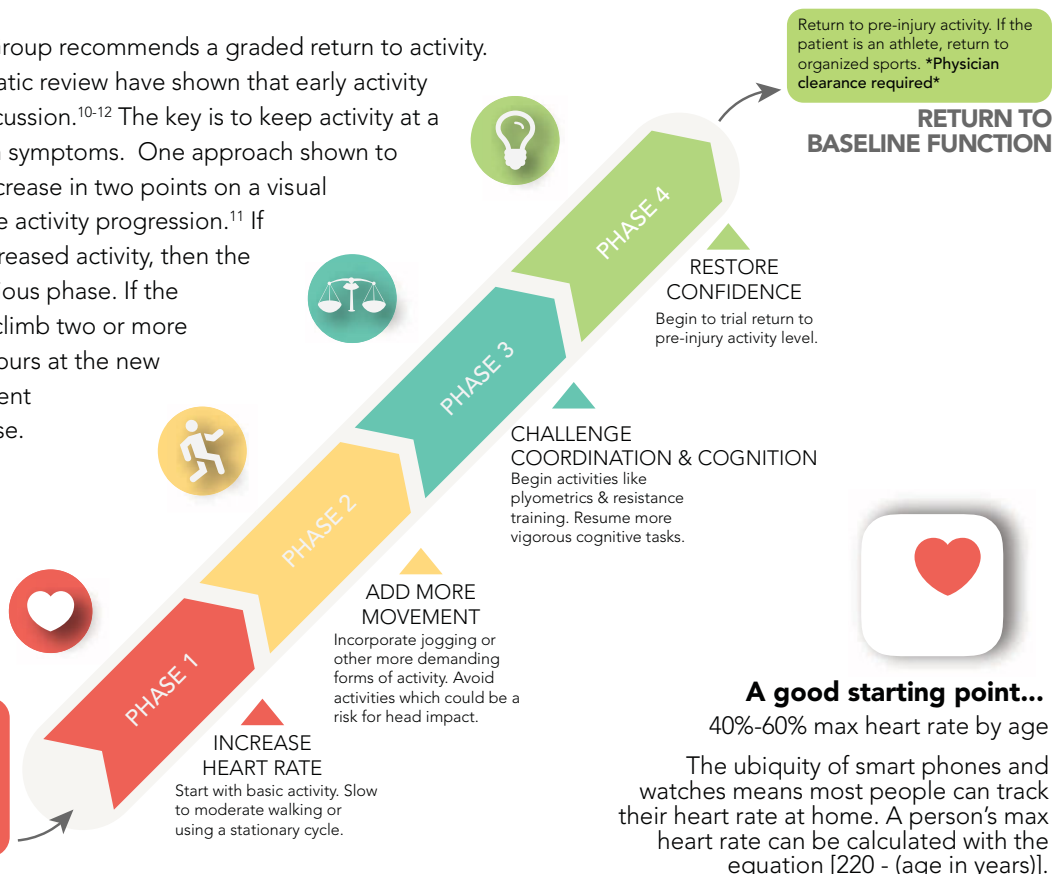 Group recommends a graded return to activity.
atic review have shown that early activity
cussion.10-12 The key is to keep activity at a
symptoms. One approach shown to
crease in two points on a visual
e activity progression.11 If
reased activity, then the
ious phase. If the
climb two or more
ours at the new
ent
se.
Return to pre-injury activity. If the
patient is an athlete, return to
organized sports. *Physician
clearance required*
RETURN TO
BASELINE FUNCTION
PHASE 4
RESTORE
CONFIDENCE
Begin to trial return to
pre-injury activity level.
PHASE 3
CHALLENGE
COORDINATION & COGNITION
Begin activities like
plyometrics & resistance
training. Resume more
vigorous cognitive tasks.
PHASE 2
ADD MORE
MOVEMENT
Incorporate jogging or
other more demanding
forms of activity. Avoid
activities which could be a
risk for head impact.
PHASE 1
INCREASE
HEART RATE
Start with basic activity. Slow
to moderate walking or
using a stationary cycle.
A good starting point...
40%-60% max heart rate by age
The ubiquity of smart phones and
watches means most people can track
their heart rate at home. A person's max
heart rate can be calculated with the
equation [220 - (age in years)].